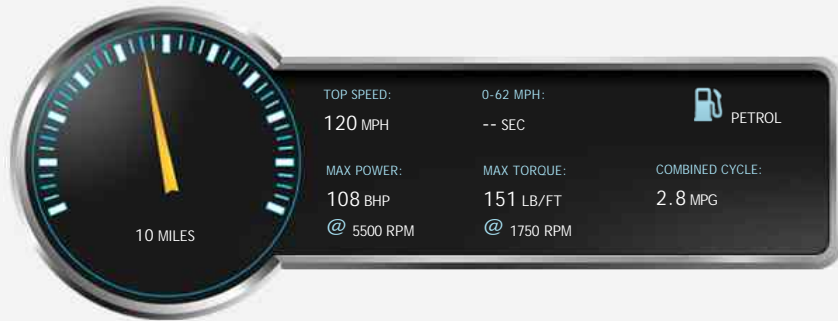 TOP SPEED:
120 MPH
0-62 MPH:
-- SEC
PETROL
MAX POWER:
108 BHP
@ 5500 RPM
MAX TORQUE:
151 LB/FT
@ 1750 RPM
COMBINED CYCLE:
2.8 MPG
10 MILES